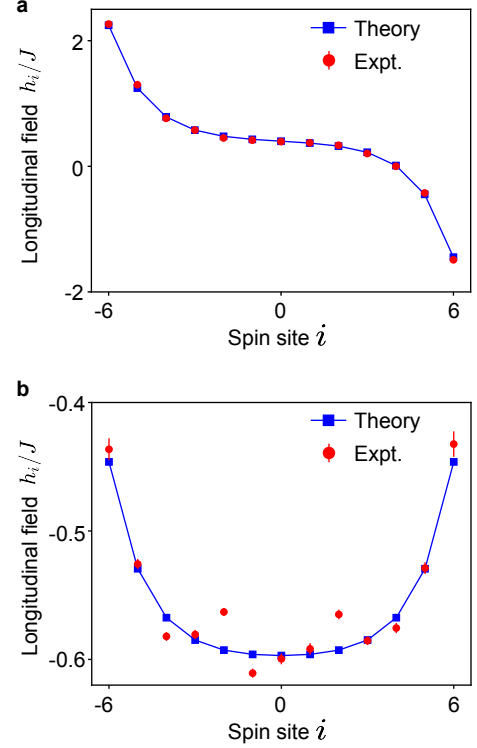 a
2
0
-2
-6
0
6
Longitudinal field h_i/J
Spin site i
Theory
Expt.
b
-0.4
-0.5
-0.6
-6
0
6
Longitudinal field h_i/J
Spin site i
Theory
Expt.